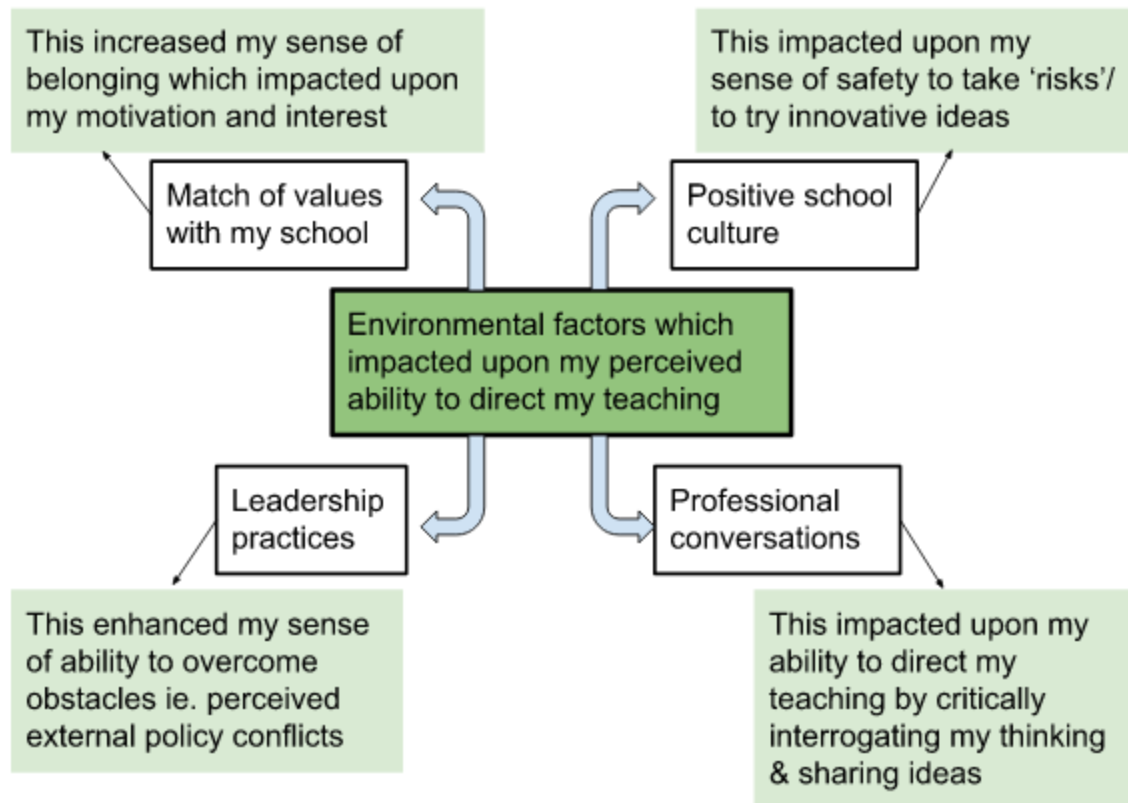 This increased my sense of
belonging which impacted upon
my motivation and interest
This impacted upon my
sense of safety to take ‘risks’/
to try innovative ideas
Match of values
with my school
Positive school
culture
Environmental factors which
impacted upon my perceived
ability to direct my teaching
Leadership
practices
Professional
conversations
This enhanced my sense
of ability to overcome
obstacles ie. perceived
external policy conflicts
This impacted upon my
ability to direct my
teaching by critically
interrogating my thinking
& sharing ideas